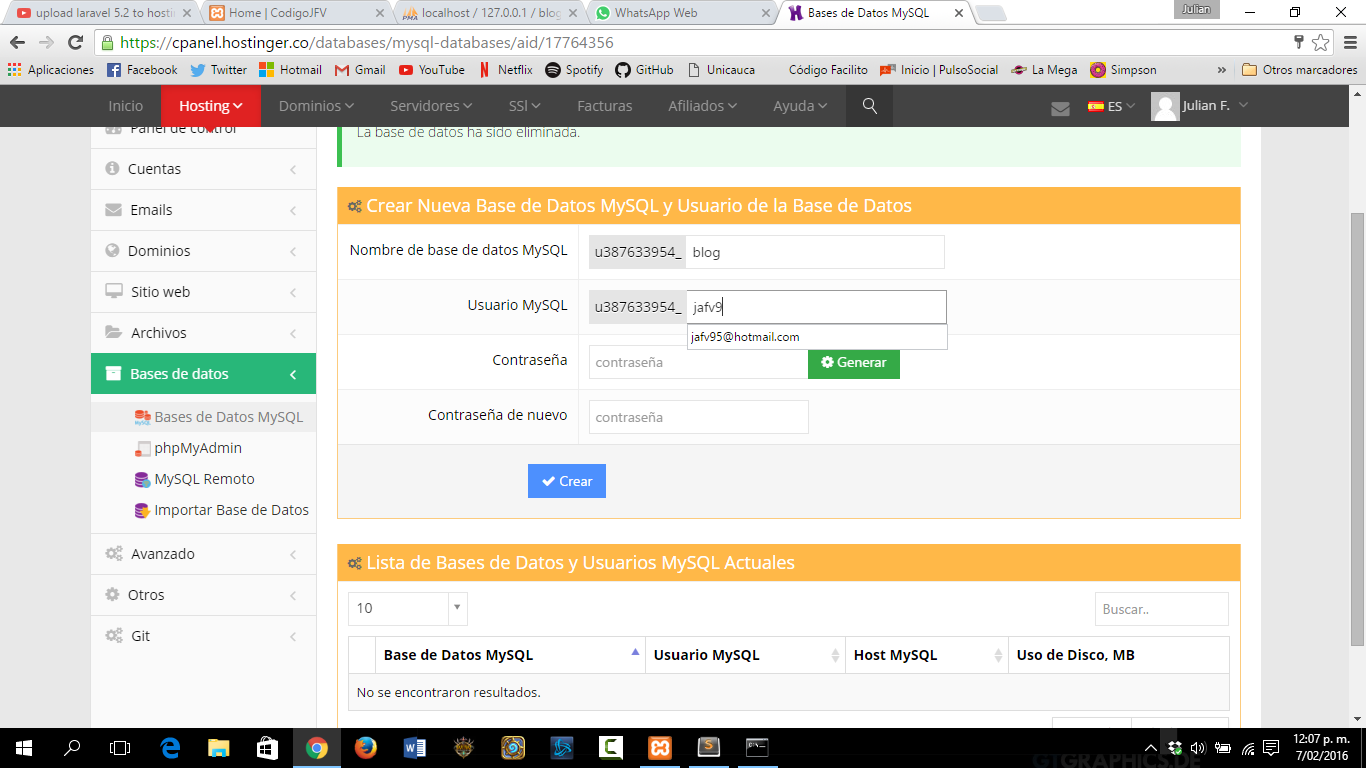 upload laravel 5.2 to hostin
Home | CodigoJFV
localhost / 127.0.0.1 / blog
WhatsApp Web
Bases de Datos MySQL
Julian
https://cpanel.hostinger.co/databases/mysql-databases/aid/17764356
Aplicaciones Facebook Twitter Hotmail Gmail YouTube Netflix Spotify GitHub Unicauca Código Facilito Inicio | PulsoSocial La Mega Simpson » Otros marcadores
Inicio Hosting Dominios Servidores SSl Facturas Afiliados Ayuda ES Julian F.
Panel de control
Cuentas
Emails
Dominios
Sitio web
Archivos
Bases de datos
Bases de Datos MySQL
phpMyAdmin
MySQL Remoto
Importar Base de Datos
Avanzado
Otros
Git
La base de datos ha sido eliminada.
Crear Nueva Base de Datos MySQL y Usuario de la Base de Datos
Nombre de base de datos MySQL u387633954_ blog
Usuario MySQL u387633954_ jafv9
jafv95@hotmail.com
Contraseña contraseña Generar
Contraseña de nuevo contraseña
Crear
Lista de Bases de Datos y Usuarios MySQL Actuales
10 Buscar..
Base de Datos MySQL Usuario MySQL Host MySQL Uso de Disco, MB
No se encontraron resultados.
12:07 p. m.
7/02/2016
GTGRAPHICS.DE